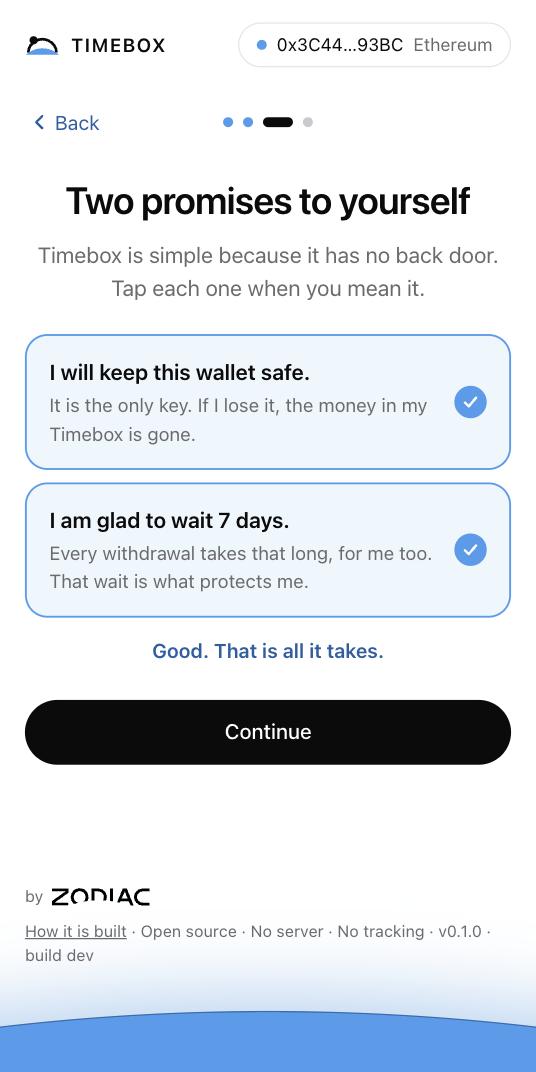 TIMEBOX
0x3C44...93BC Ethereum
Back
Two promises to yourself
Timebox is simple because it has no back door.
Tap each one when you mean it.
I will keep this wallet safe.
It is the only key. If I lose it, the money in my
Timebox is gone.
I am glad to wait 7 days.
Every withdrawal takes that long, for me too.
That wait is what protects me.
Good. That is all it takes.
Continue
by ZODIAC
How it is built · Open source · No server · No tracking · v0.1.0 ·
build dev